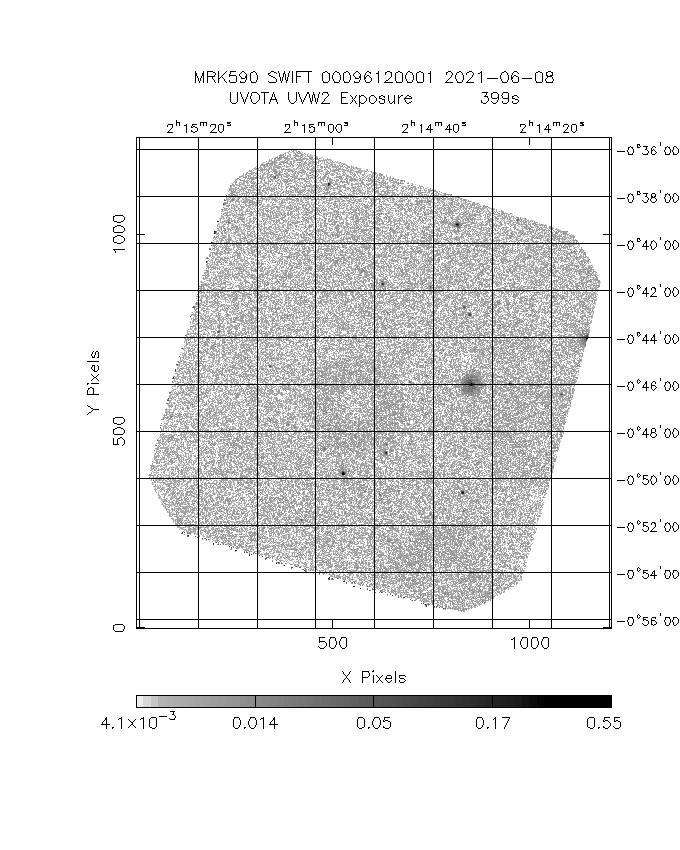 MRK590 SWIFT 00096120001 2021−06−08
UVOTA UVW2 Exposure 399s
2ʰ15ᵐ20ˢ 2ʰ15ᵐ00ˢ 2ʰ14ᵐ40ˢ 2ʰ14ᵐ20ˢ
−0°36'00
−0°38'00
1000
−0°40'00
−0°42'00
−0°44'00
Y Pixels
−0°46'00
500
−0°48'00
−0°50'00
−0°52'00
−0°54'00
0
−0°56'00
500 1000
X Pixels
4.1×10⁻³ 0.014 0.05 0.17 0.55